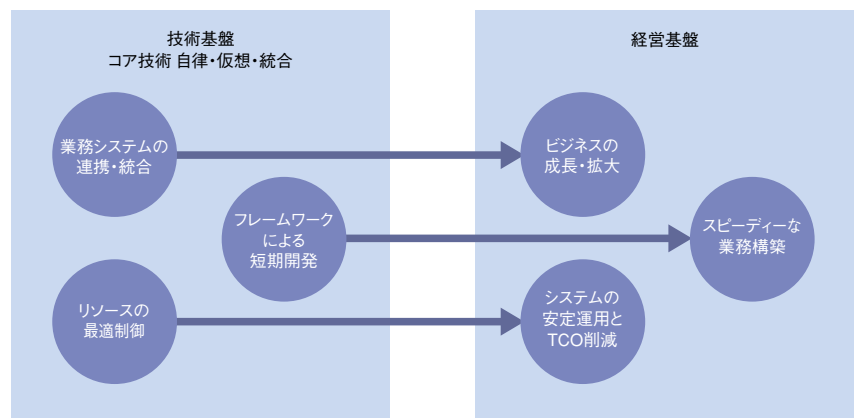 技術基盤
コア技術 自律・仮想・統合
業務システムの
連携・統合
フレームワーク
による
短期開発
リソースの
最適制御
経営基盤
ビジネスの
成長・拡大
スピーディーな
業務構築
システムの
安定運用と
TCO削減